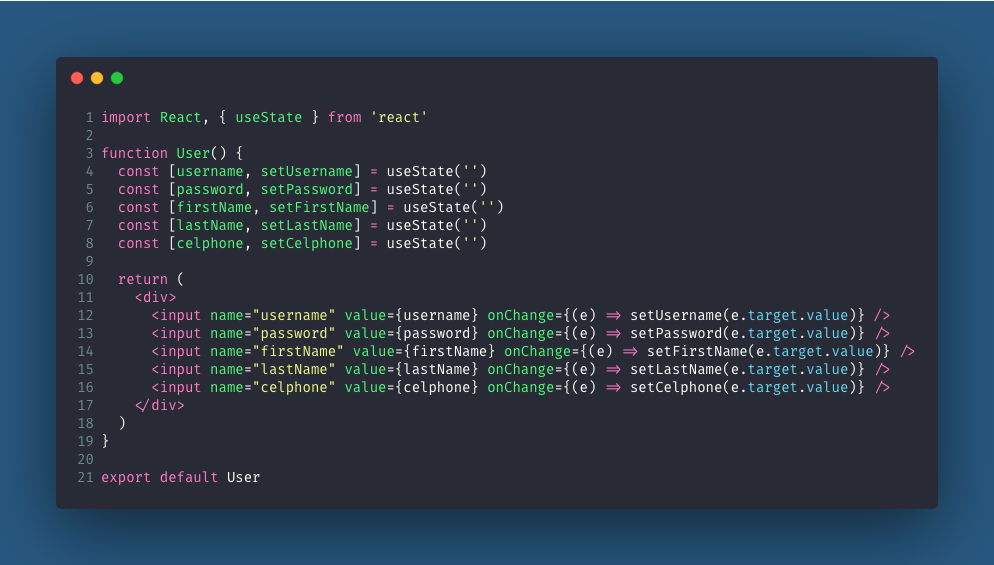 1 import React, { useState } from 'react'
2
3 function User() {
4   const [username, setUsername] = useState('')
5   const [password, setPassword] = useState('')
6   const [firstName, setFirstName] = useState('')
7   const [lastName, setLastName] = useState('')
8   const [celphone, setCelphone] = useState('')
9
10   return (
11     <div>
12       <input name="username" value={username} onChange={(e) => setUsername(e.target.value)} />
13       <input name="password" value={password} onChange={(e) => setPassword(e.target.value)} />
14       <input name="firstName" value={firstName} onChange={(e) => setFirstName(e.target.value)} />
15       <input name="lastName" value={lastName} onChange={(e) => setLastName(e.target.value)} />
16       <input name="celphone" value={celphone} onChange={(e) => setCelphone(e.target.value)} />
17     </div>
18   )
19 }
20
21 export default User